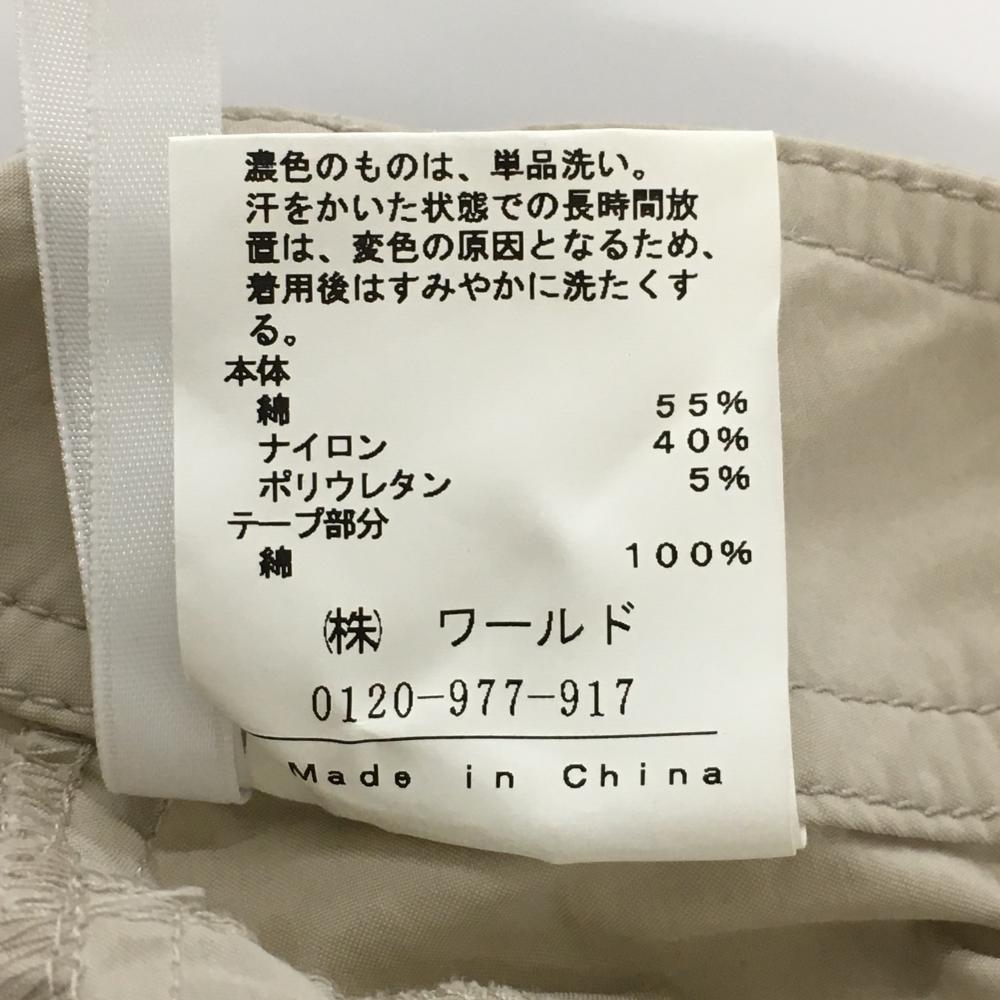 濃色のものは、単品洗い。
汗をかいた状態での長時間放
置は、変色の原因となるため、
着用後はすみやかに洗たくす
る。
本体
綿 55%
ナイロン 40%
ポリウレタン 5%
テープ部分
綿 100%
㈱ ワールド
0120-977-917
Made in China